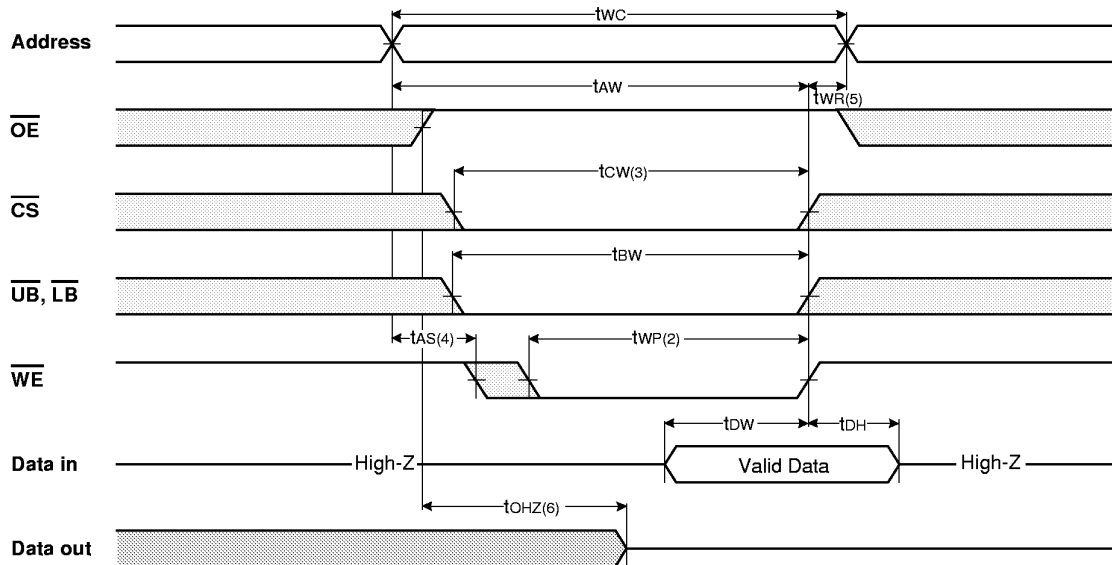 tWC
Address
tAW
tWR(5)
OE
tCW(3)
CS
tBW
UB, LB
tAS(4) tWP(2)
WE
tDW tDH
Data in High-Z Valid Data High-Z
tOHZ(6)
Data out